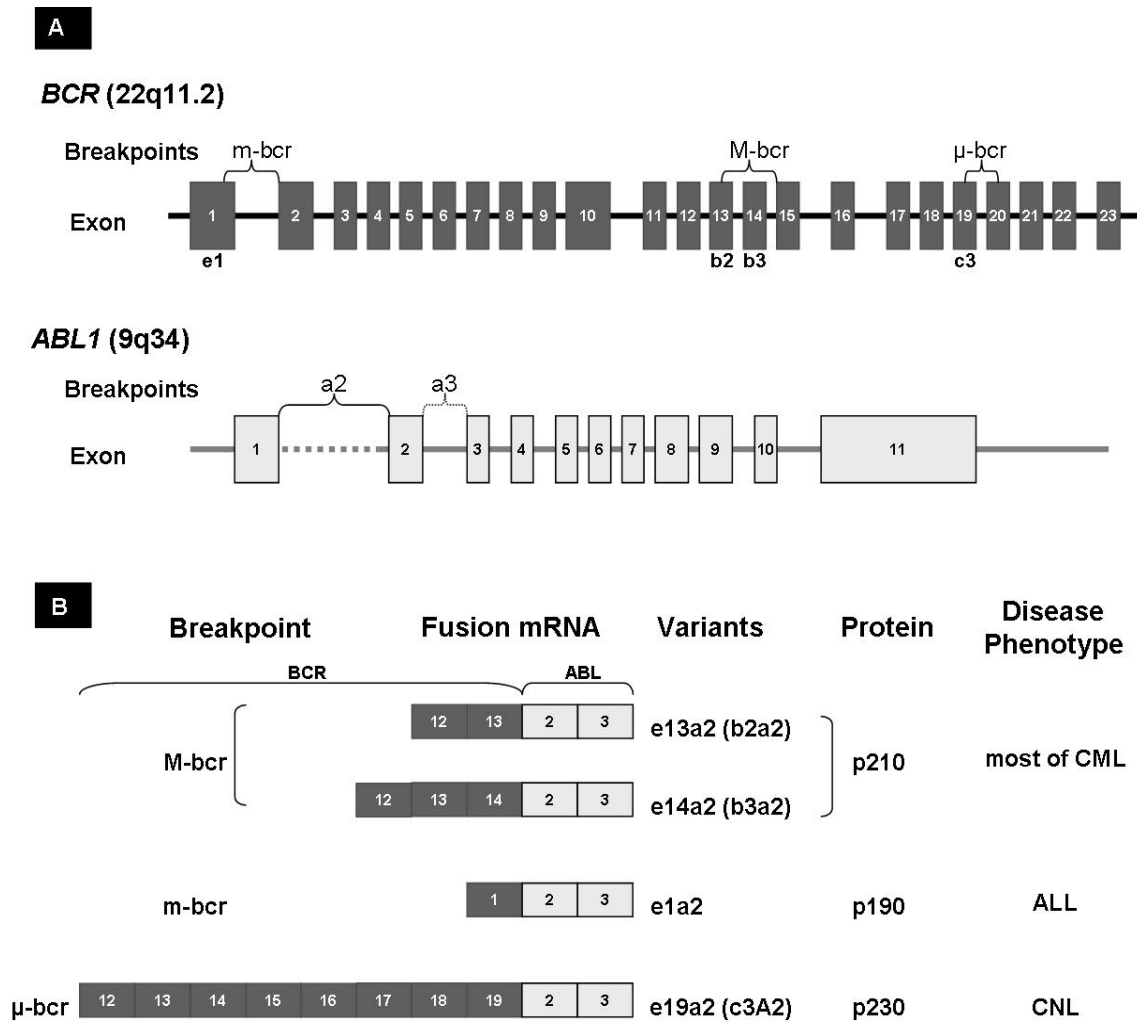 A
BCR (22q11.2)
Breakpoints m-bcr M-bcr µ-bcr
Exon 1 2 3 4 5 6 7 8 9 10 11 12 13 14 15 16 17 18 19 20 21 22 23
e1 b2 b3 c3
ABL1 (9q34)
Breakpoints a2 a3
Exon 1 2 3 4 5 6 7 8 9 10 11
B
Breakpoint Fusion mRNA Variants Protein Disease Phenotype
BCR ABL
12 13 2 3 e13a2 (b2a2)
M-bcr p210 most of CML
12 13 14 2 3 e14a2 (b3a2)
m-bcr 1 2 3 e1a2 p190 ALL
µ-bcr 12 13 14 15 16 17 18 19 2 3 e19a2 (c3A2) p230 CNL